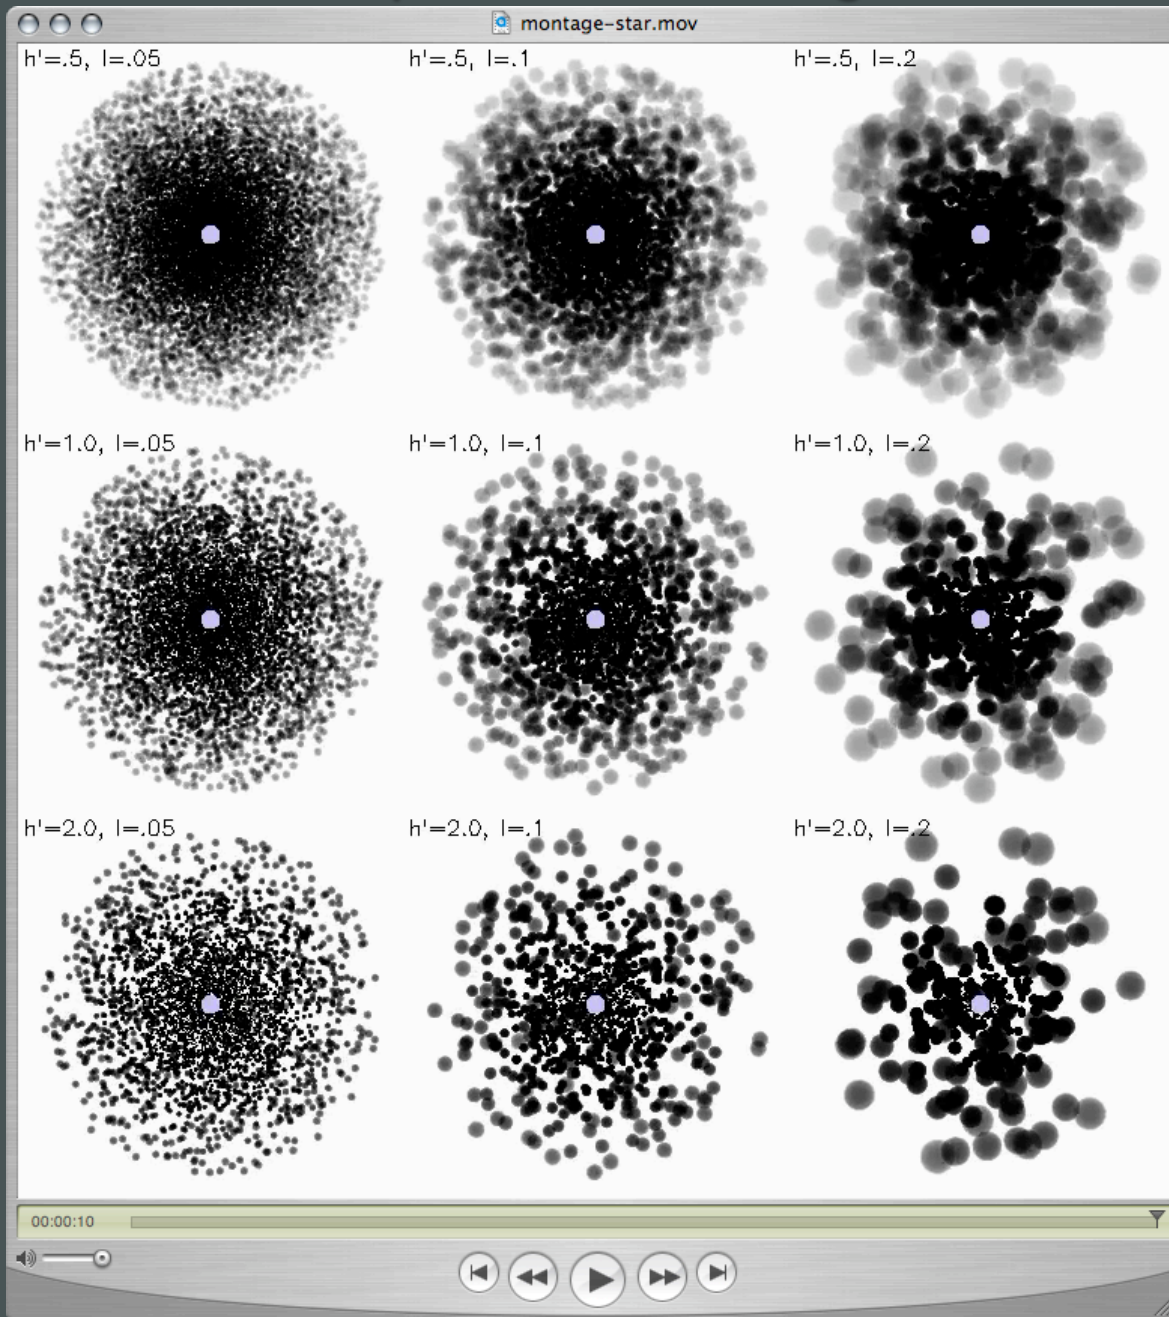 montage-star.mov
h'=.5, l=.05
h'=.5, l=.1
h'=.5, l=.2
h'=1.0, l=.05
h'=1.0, l=.1
h'=1.0, l=.2
h'=2.0, l=.05
h'=2.0, l=.1
h'=2.0, l=.2
00:00:10